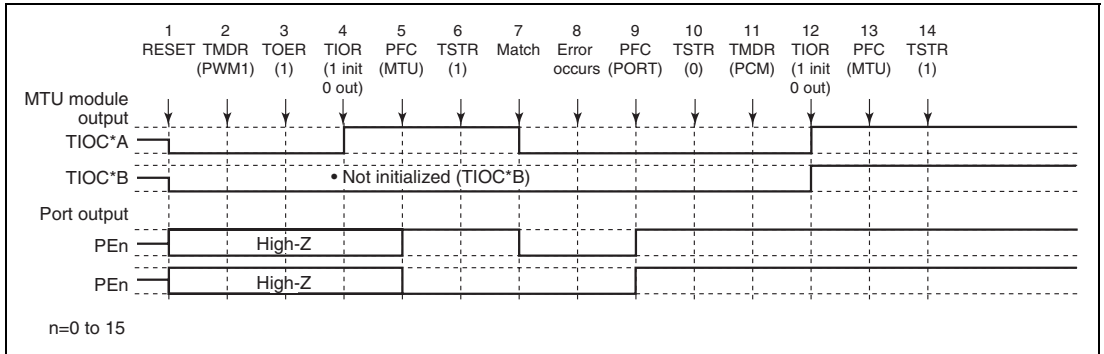 1 2 3 4 5 6 7 8 9 10 11 12 13 14
RESET TMDR TOER TIOR PFC TSTR Match Error PFC TSTR TMDR TIOR PFC TSTR
(PWM1) (1) (1 init (MTU) (1) occurs (PORT) (0) (PCM) (1 init (MTU) (1)
0 out) 0 out)
MTU module
output
TIOC*A
TIOC*B
• Not initialized (TIOC*B)
Port output
PEn
High-Z
PEn
High-Z
n=0 to 15